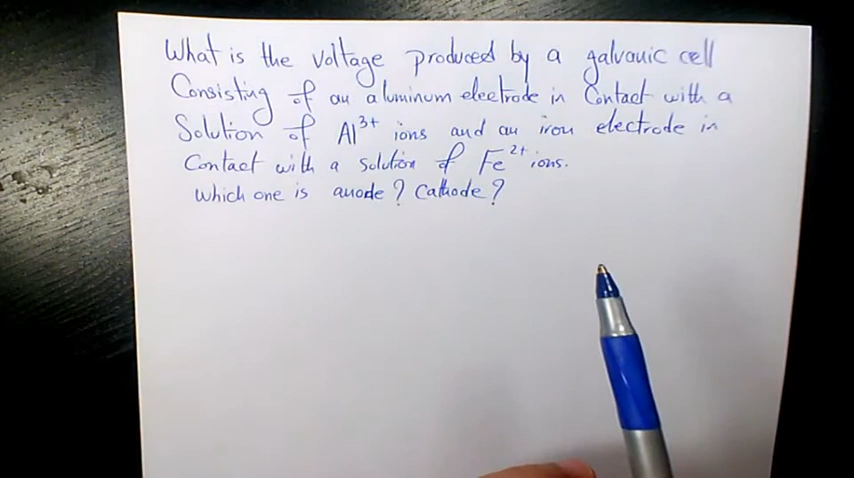 What is the voltage produced by a galvanic cell
Consisting of an aluminum electrode in Contact with a
Solution of Al³⁺ ions and an iron electrode in
Contact with a solution of Fe²⁺ ions.
which one is anode? Cathode?